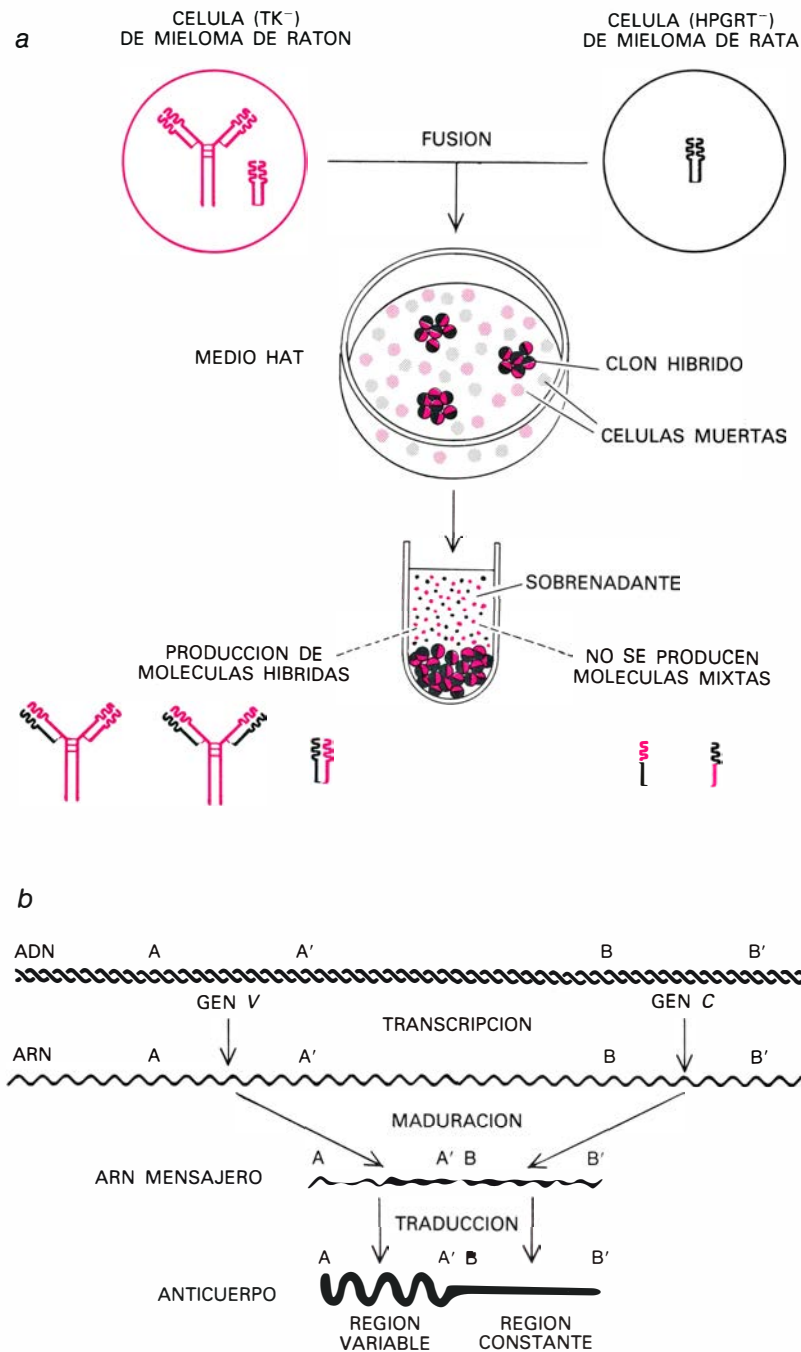 a
CELULA (TK⁻)
DE MIELOMA DE RATON
CELULA (HPGRT⁻)
DE MIELOMA DE RATA
FUSION
MEDIO HAT
CLON HIBRIDO
CELULAS MUERTAS
SOBRENADANTE
PRODUCCION DE
MOLECULAS HIBRIDAS
NO SE PRODUCEN
MOLECULAS MIXTAS
b
ADN A A′ B B′
GEN V GEN C
TRANSCRIPCION
ARN A A′ B B′
MADURACION
A A′ B B′
ARN MENSAJERO
TRADUCCION
A A′ B B′
ANTICUERPO
REGION
VARIABLE
REGION
CONSTANTE